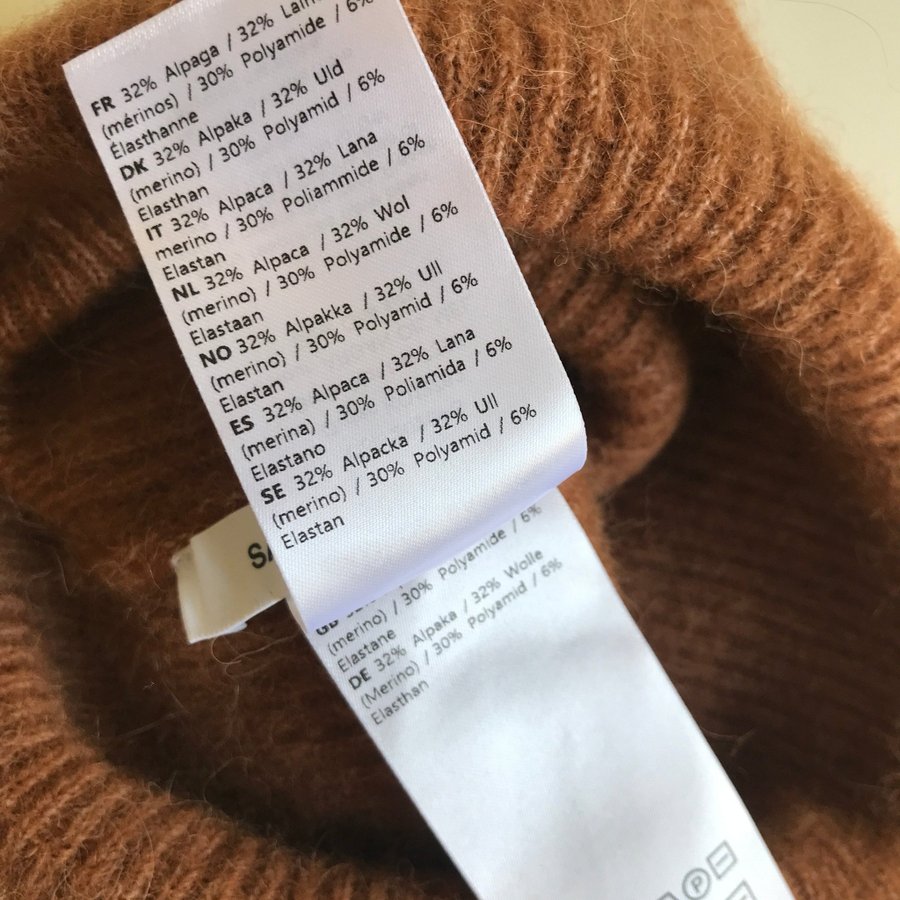 FR 32% Alpaga / 32% Laine
(mérinos) / 30% Polyamide / 6%
Élasthanne
DK 32% Alpaka / 32% Uld
(merino) / 30% Polyamid / 6%
Elasthan
IT 32% Alpaca / 32% Lana
merino / 30% Poliammide / 6%
Elastan
NL 32% Alpaca / 32% Wol
(merino) / 30% Polyamide / 6%
Elastaan
NO 32% Alpakka / 32% Ull
(merino) / 30% Polyamid / 6%
Elastan
ES 32% Alpaca / 32% Lana
(merina) / 30% Poliamida / 6%
Elastano
SE 32% Alpacka / 32% Ull
(merino) / 30% Polyamid / 6%
Elastan
GB
(merino) / 30% Polyamide / 6%
Elastane
DE 32% Alpaka / 32% Wolle
(Merino) / 30% Polyamid / 6%
Elasthan
P